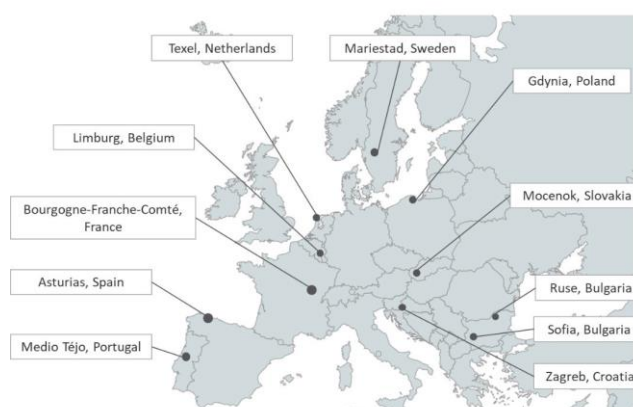 Texel, Netherlands
Mariestad, Sweden
Gdynia, Poland
Limburg, Belgium
Mocenok, Slovakia
Bourgogne-Franche-Comté,
France
Asturias, Spain
Ruse, Bulgaria
Sofia, Bulgaria
Medio Téjo, Portugal
Zagreb, Croatia